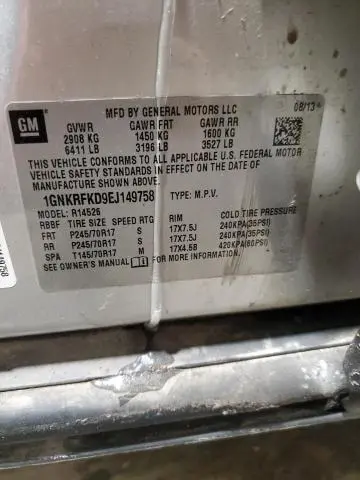 MFD BY GENERAL MOTORS LLC 08/13
GM
GVWR GAWR FRT GAWR RR
2908 KG 1450 KG 1600 KG
6411 LB 3196 LB 3527 LB
THIS VEHICLE CONFORMS TO ALL APPLICABLE U.S. FEDERAL MOTOR
VEHICLE SAFETY AND THEFT PREVENTION STANDARDS IN EFFECT ON THE DATE OF
MANUFACTURE SHOWN ABOVE.
1GNKRFKD9EJ149758 TYPE: M.P.V.
MODEL: R14526
RBBF TIRE SIZE SPEED RTG RIM COLD TIRE PRESSURE
FRT P245/70R17 S 17X7.5J 240KPA(35PSI)
RR P245/70R17 S 17X7.5J 240KPA(35PSI)
SPA T145/70R17 M 17X4.5B 420KPA(60PSI)
SEE OWNER'S MANUAL FOR MORE INFORMATION.
149758